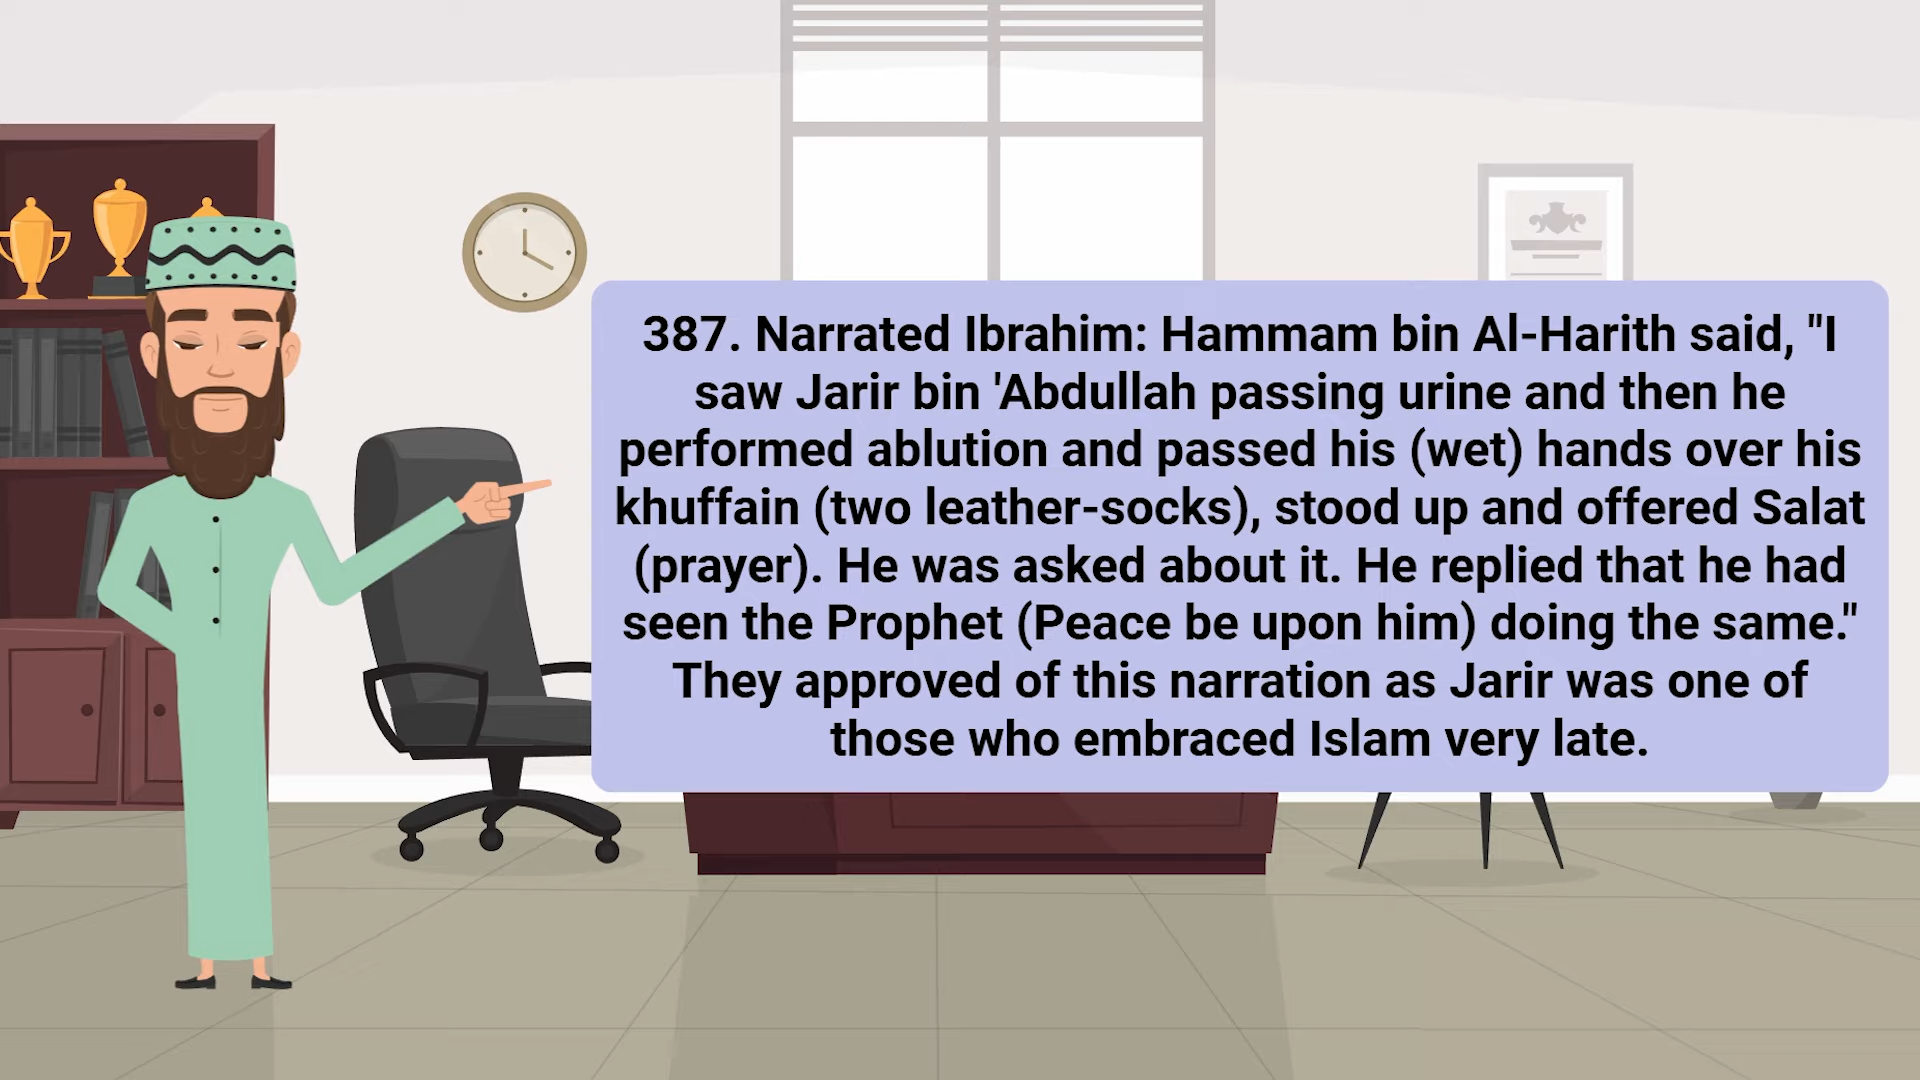 387. Narrated Ibrahim: Hammam bin Al-Harith said, "I
saw Jarir bin 'Abdullah passing urine and then he
performed ablution and passed his (wet) hands over his
khuffain (two leather-socks), stood up and offered Salat
(prayer). He was asked about it. He replied that he had
seen the Prophet (Peace be upon him) doing the same."
They approved of this narration as Jarir was one of
those who embraced Islam very late.